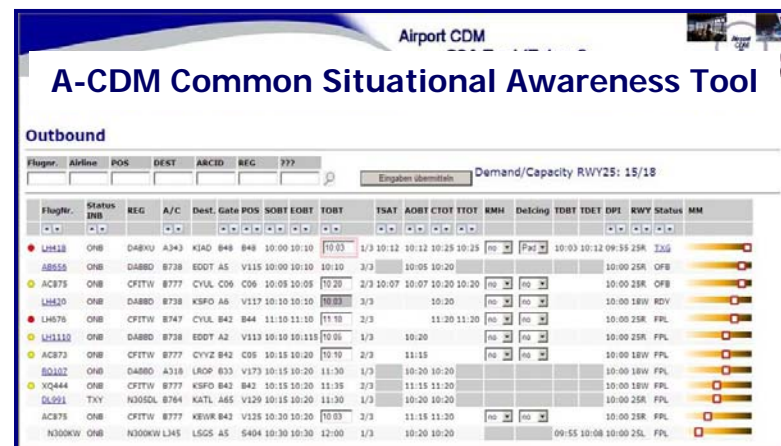 Airport CDM
A-CDM Common Situational Awareness Tool
Outbound
Flugnr. Airline POS DEST ARCID REG ???
Eingaben übermitteln Demand/Capacity RWY25: 15/18
FlugNr. Status INB REG A/C Dest. Gate POS SOBT EOBT TOBT TSAT AOBT CTOT TTOT RMH DeIcing TDBT TDET DPI RWY Status MM
LH418 ONB DABXU A343 KIAD B48 B48 10:00 10:10 10 03 1/3 10:12 10:12 10:25 10:25 no Pad 10:03 10:12 09:55 25R TXG
AB656 ONB DABBD B738 EDDT A5 V115 10:00 10:10 10:10 3/3 10:05 10:20 10:00 25R OFB
AC875 ONB CFITW B777 CYUL C06 C06 10:05 10:05 10 20 2/3 10:07 10:07 10:20 10:20 no no 10:00 25R OFB
LH420 ONB DABBD B738 KSFO A6 V117 10:10 10:10 10:03 3/3 10:20 10:00 18W RDY
LH676 ONB CFITW B747 CYUL B42 B44 11:10 11:10 11 10 2/3 11:20 11:20 no no 10:00 25R FPL
LH1110 ONB DABBD B738 EDDT A2 V113 10:10 10:115 10 05 1/3 10:20 no no 10:00 25R FPL
AC873 ONB CFITW B777 CYYZ B42 C05 10:15 10:20 10:10 2/3 11:15 no no 10:00 18W FPL
RO107 ONB DABBD A318 LROP B33 V173 10:15 10:20 11:30 1/3 10:20 10:20 10:00 18W FPL
XQ444 ONB CFITW B777 KSFO B42 B42 10:15 10:20 11:35 2/3 11:15 11:20 10:00 18W FPL
DL991 TXY N305DL B764 KATL A65 V129 10:15 10:20 11:30 1/3 10:20 10:20 10:00 25R FPL
AC875 ONB CFITW B777 KEWR B42 V125 10:20 10:20 10 03 2/3 11:15 11:20 no no 10:00 25R FPL
N300KW ONB N300KW LJ45 LSGS A5 S404 10:30 10:30 12:00 1/3 10:20 10:20 09:55 10:08 10:00 25L FPL